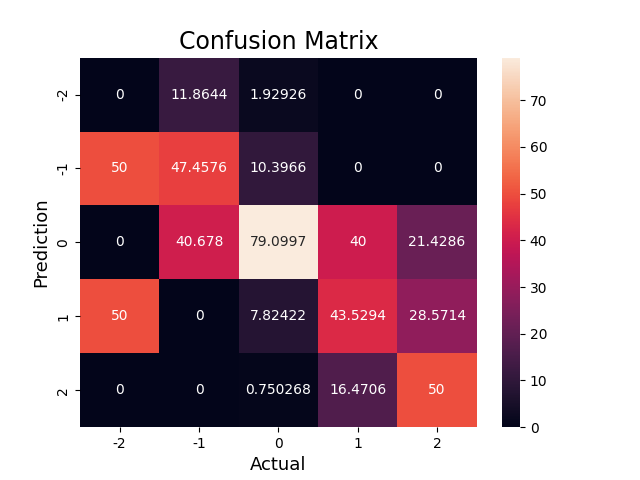 Confusion Matrix
-2 0 11.8644 1.92926 0 0
-1 50 47.4576 10.3966 0 0
0 0 40.678 79.0997 40 21.4286
1 50 0 7.82422 43.5294 28.5714
2 0 0 0.750268 16.4706 50
-2 -1 0 1 2
Prediction
Actual
70
60
50
40
30
20
10
0